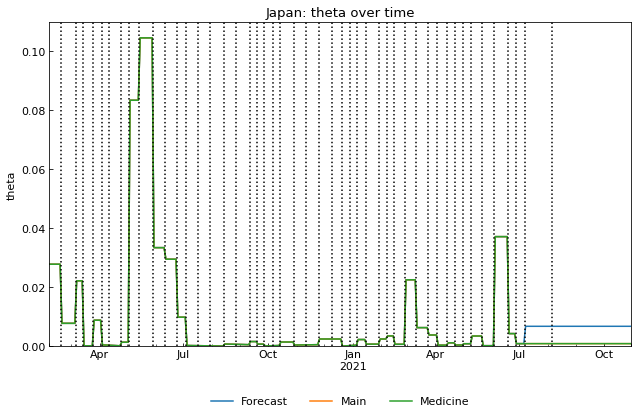 Japan: theta over time
theta
0.10
0.08
0.06
0.04
0.02
0.00
Apr Jul Oct Jan Apr Jul Oct
2021
Forecast Main Medicine